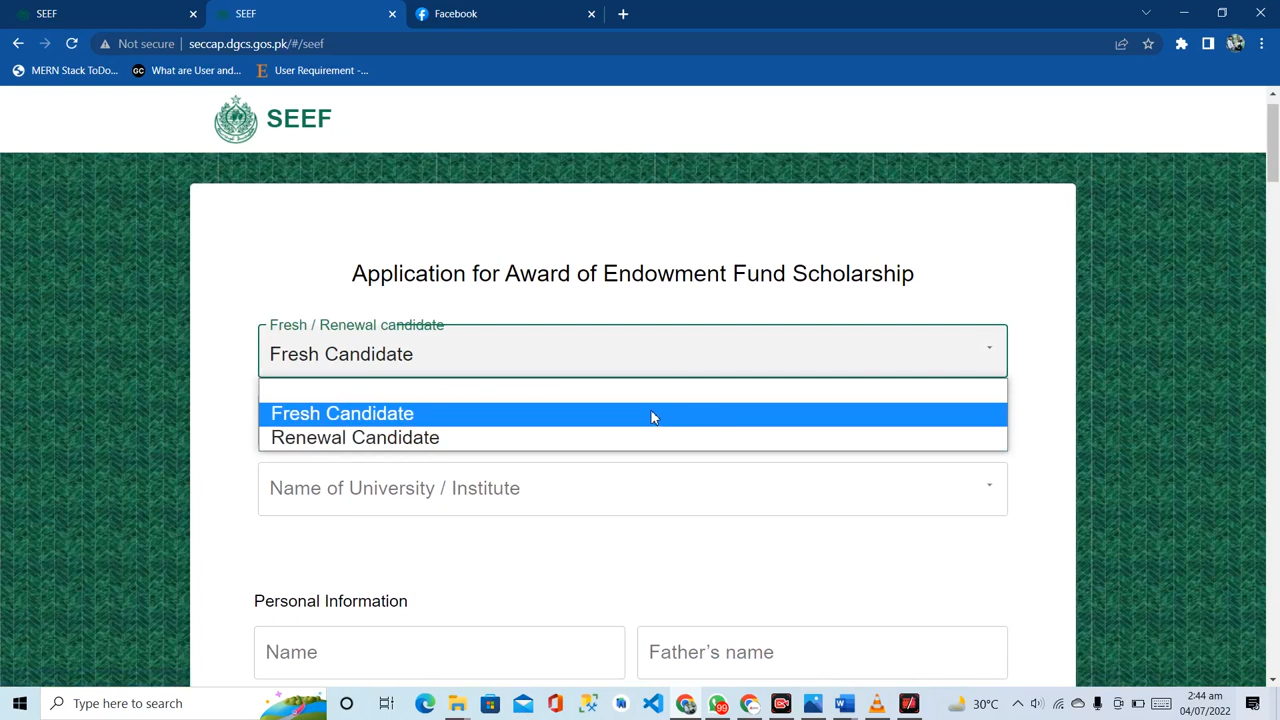 SEEF
SEEF
Facebook
Not secure
seccap.dgcs.gos.pk/#/seef
MERN Stack ToDo...
GC
What are User and...
E
User Requirement -...
SEEF
Application for Award of Endowment Fund Scholarship
Fresh / Renewal candidate
Fresh Candidate
Fresh Candidate
Renewal Candidate
Name of University / Institute
Personal Information
Name
Father's name
Type here to search
99
30°C
2:44 am
04/07/2022